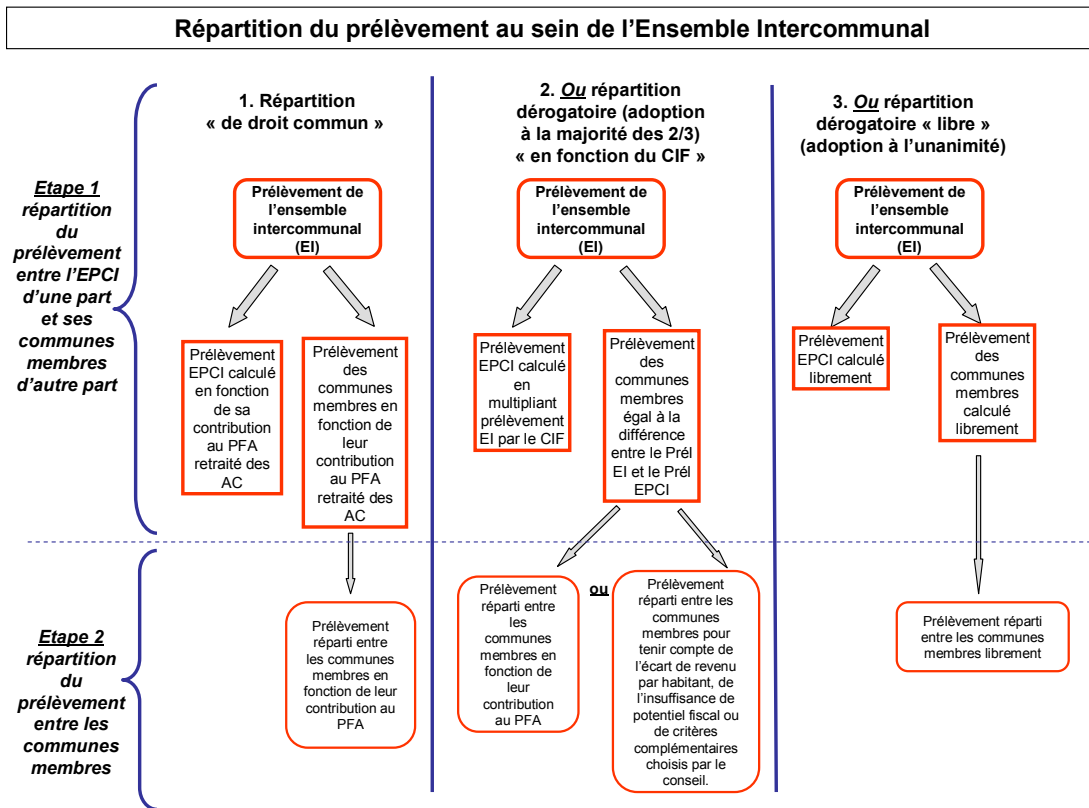 Répartition du prélèvement au sein de l’Ensemble Intercommunal
Etape 1
répartition
du
prélèvement
entre l’EPCI
d’une part
et ses
communes
membres
d’autre part
1. Répartition
« de droit commun »
Prélèvement de
l’ensemble
intercommunal
(EI)
Prélèvement
EPCI calculé
en fonction
de sa
contribution
au PFA
retraité des
AC
Prélèvement
des
communes
membres en
fonction de
leur
contribution
au PFA
retraité des
AC
2. Ou répartition
dérogatoire (adoption
à la majorité des 2/3)
« en fonction du CIF »
Prélèvement de
l’ensemble
intercommunal
(EI)
Prélèvement
EPCI calculé
en
multipliant
prélèvement
EI par le CIF
Prélèvement
des
communes
membres
égal à la
différence
entre le Prél
EI et le Prél
EPCI
3. Ou répartition
dérogatoire « libre »
(adoption à l’unanimité)
Prélèvement de
l’ensemble
intercommunal
(EI)
Prélèvement
EPCI calculé
librement
Prélèvement
des
communes
membres
calculé
librement
Etape 2
répartition
du
prélèvement
entre les
communes
membres
Prélèvement
réparti entre
les communes
membres en
fonction de leur
contribution au
PFA
Prélèvement
réparti entre
les
communes
membres en
fonction de
leur
contribution
au PFA
ou
Prélèvement
réparti entre les
communes
membres pour
tenir compte de
l’écart de revenu
par habitant, de
l’insuffisance de
potentiel fiscal ou
de critères
complémentaires
choisis par le
conseil.
Prélèvement réparti
entre les communes
membres librement